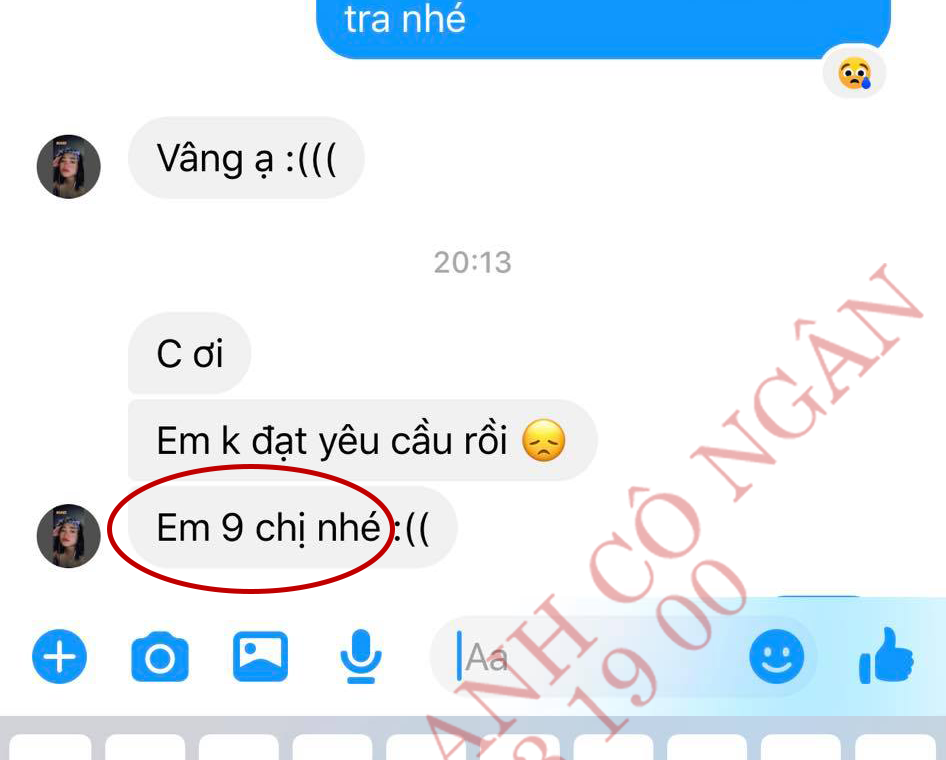 tra nhé
Vâng ạ :(((
20:13
C ơi
Em k đạt yêu cầu rồi 😞
Em 9 chị nhé :((
Aa
ANH CÔ NGÂN
3 19 00